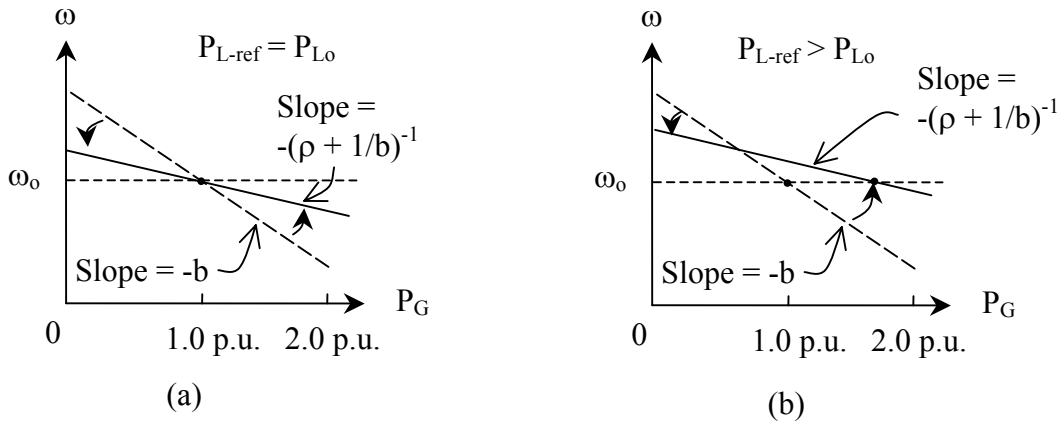 ω
P_L-ref = P_Lo
Slope =
-(ρ + 1/b)^-1
ω_o
Slope = -b
P_G
0
1.0 p.u.
2.0 p.u.
(a)
ω
P_L-ref > P_Lo
Slope =
-(ρ + 1/b)^-1
ω_o
Slope = -b
P_G
0
1.0 p.u.
2.0 p.u.
(b)